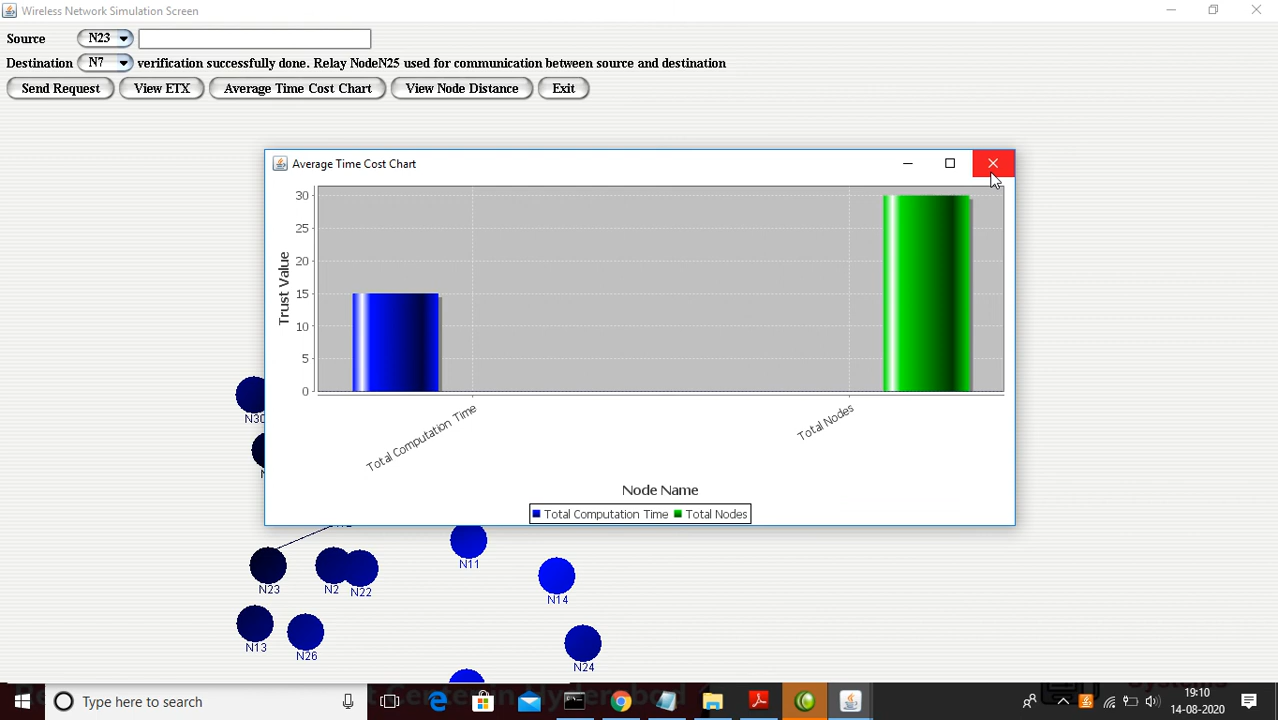 Wireless Network Simulation Screen
Source N23
Destination N7 verification successfully done. Relay NodeN25 used for communication between source and destination
Send Request View ETX Average Time Cost Chart View Node Distance Exit
Average Time Cost Chart
Trust Value
30
25
20
15
10
5
0
Total Computation Time
Total Nodes
Node Name
Total Computation Time Total Nodes
N30
N11
N23
N2
N22
N14
N13
N26
N24
Type here to search
19:10
14-08-2020